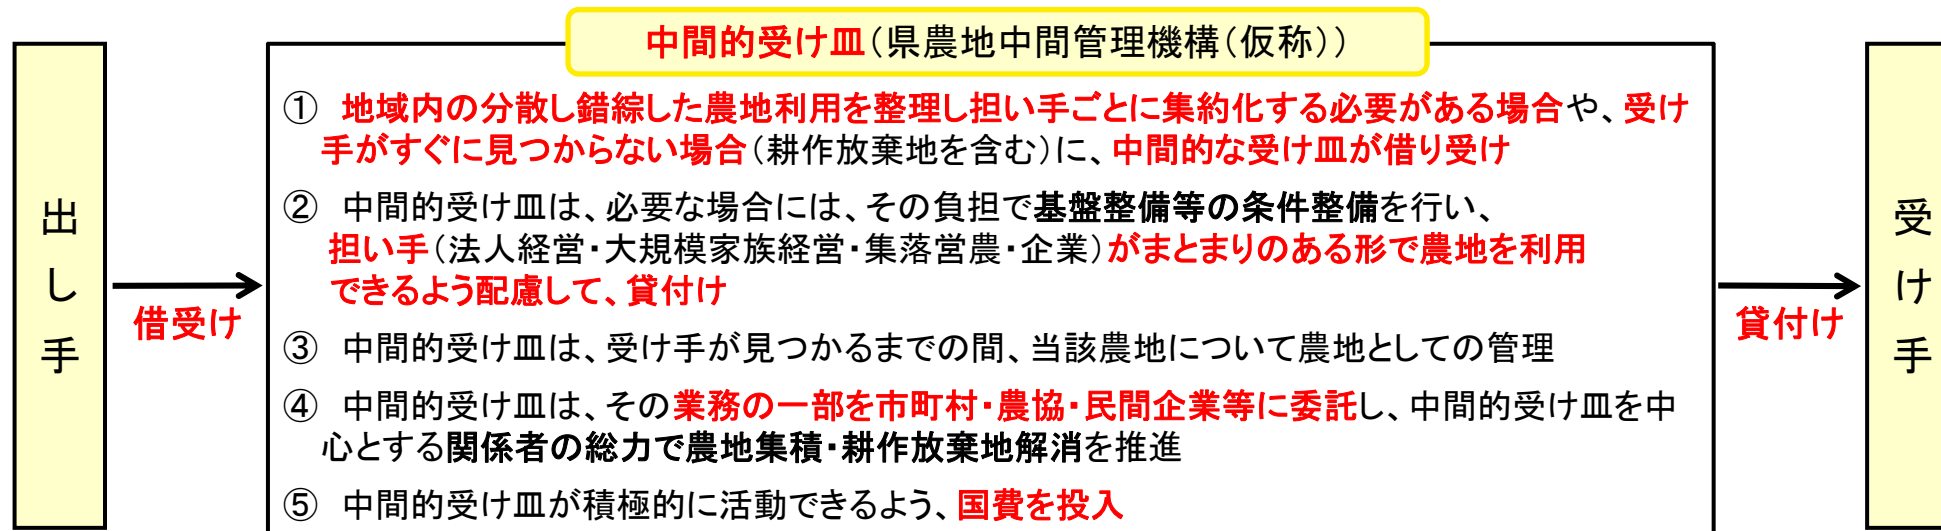 中間的受け皿（県農地中間管理機構（仮称））
出し手
借受け
① 地域内の分散し錯綜した農地利用を整理し担い手ごとに集約化する必要がある場合や、受け
手がすぐに見つからない場合（耕作放棄地を含む）に、中間的な受け皿が借り受け
② 中間的受け皿は、必要な場合には、その負担で基盤整備等の条件整備を行い、
担い手（法人経営・大規模家族経営・集落営農・企業）がまとまりのある形で農地を利用
できるよう配慮して、貸付け
③ 中間的受け皿は、受け手が見つかるまでの間、当該農地について農地としての管理
④ 中間的受け皿は、その業務の一部を市町村・農協・民間企業等に委託し、中間的受け皿を中
心とする関係者の総力で農地集積・耕作放棄地解消を推進
⑤ 中間的受け皿が積極的に活動できるよう、国費を投入
貸付け
受け手